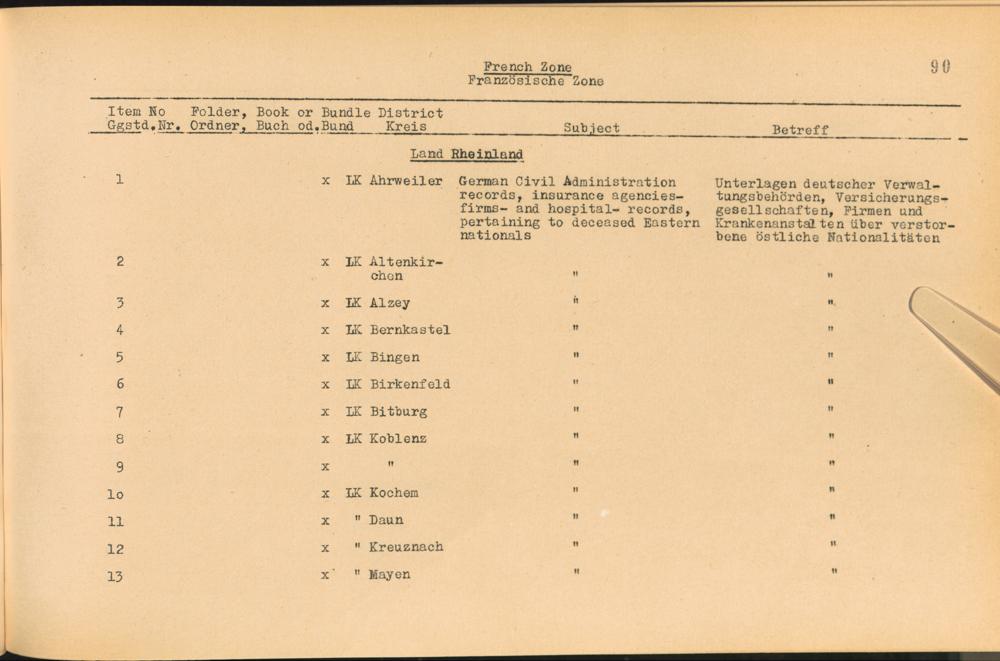 90
French Zone
Französische Zone
Item No Folder, Book or Bundle District
Ggstd.Nr. Ordner, Buch od.Bund Kreis Subject Betreff
Land Rheinland
1 x LK Ahrweiler German Civil Administration Unterlagen deutscher Verwal-
records, insurance agencies- tungsbehörden, Versicherungs-
firms- and hospital- records, gesellschaften, Firmen und
pertaining to deceased Eastern Krankenanstalten über verstor-
nationals bene östliche Nationalitäten
2 x LK Altenkir-
chen " "
3 x LK Alzey " "
4 x LK Bernkastel " "
5 x LK Bingen " "
6 x LK Birkenfeld " "
7 x LK Bitburg " "
8 x LK Koblenz " "
9 x " " "
lo x LK Kochem " "
11 x " Daun " "
12 x " Kreuznach " "
13 x " Mayen " "